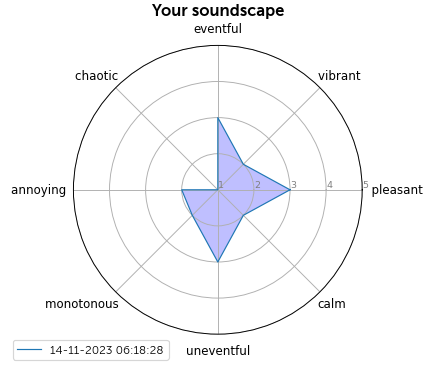 Your soundscape
eventful
chaotic
vibrant
annoying
1 2 3 4 5
pleasant
monotonous
calm
14-11-2023 06:18:28
uneventful